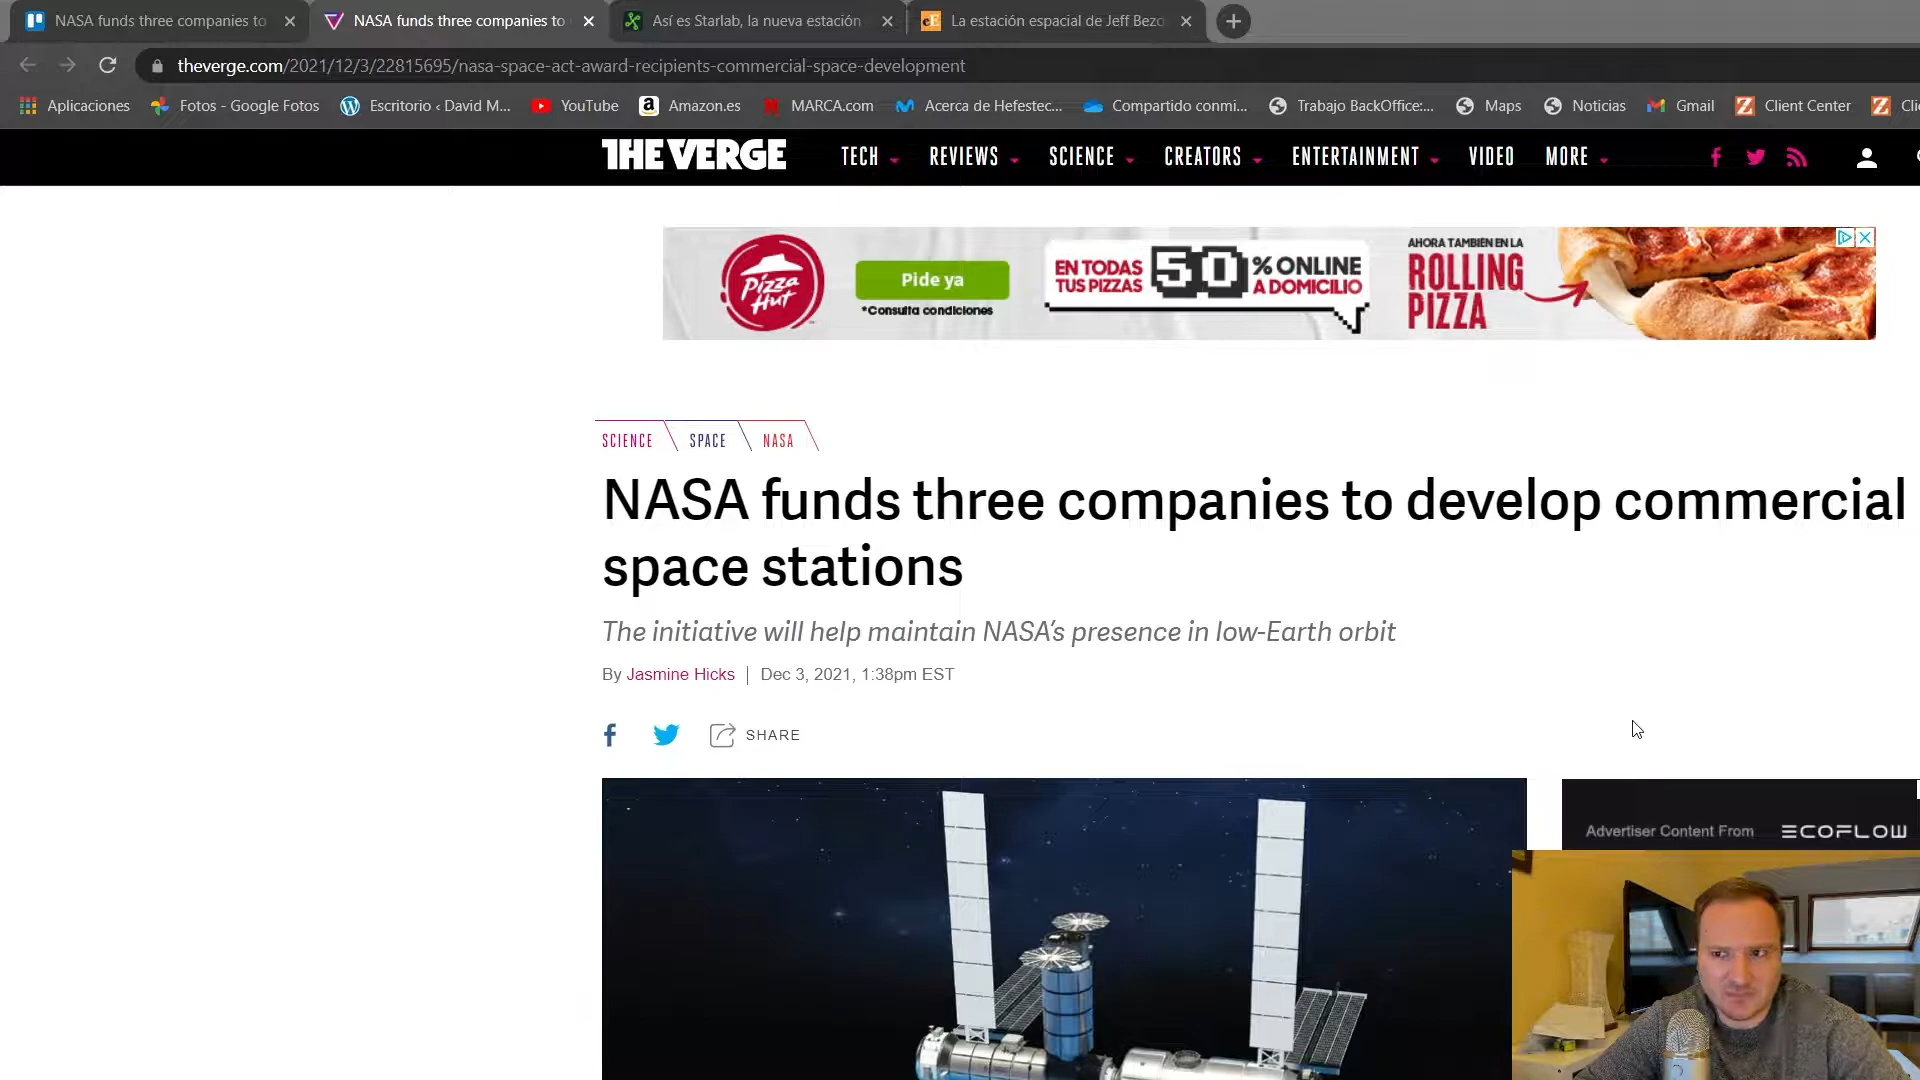 NASA funds three companies to
NASA funds three companies to
Así es Starlab, la nueva estación
La estación espacial de Jeff Bezo
theverge.com/2021/12/3/22815695/nasa-space-act-award-recipients-commercial-space-development
Aplicaciones
Fotos - Google Fotos
Escritorio ‹ David M...
YouTube
Amazon.es
MARCA.com
Acerca de Hefestec...
Compartido conmi...
Trabajo BackOffice:...
Maps
Noticias
Gmail
Client Center
THE VERGE
TECH
REVIEWS
SCIENCE
CREATORS
ENTERTAINMENT
VIDEO
MORE
Pizza
Hut
Pide ya
*Consulta condiciones
EN TODAS
TUS PIZZAS
50
% ONLINE
A DOMICILIO
AHORA TAMBIÉN EN LA
ROLLING
PIZZA
SCIENCE
SPACE
NASA
NASA funds three companies to develop commercial
space stations
The initiative will help maintain NASA's presence in low-Earth orbit
By Jasmine Hicks | Dec 3, 2021, 1:38pm EST
SHARE
Advertiser Content From
ECOFLOW